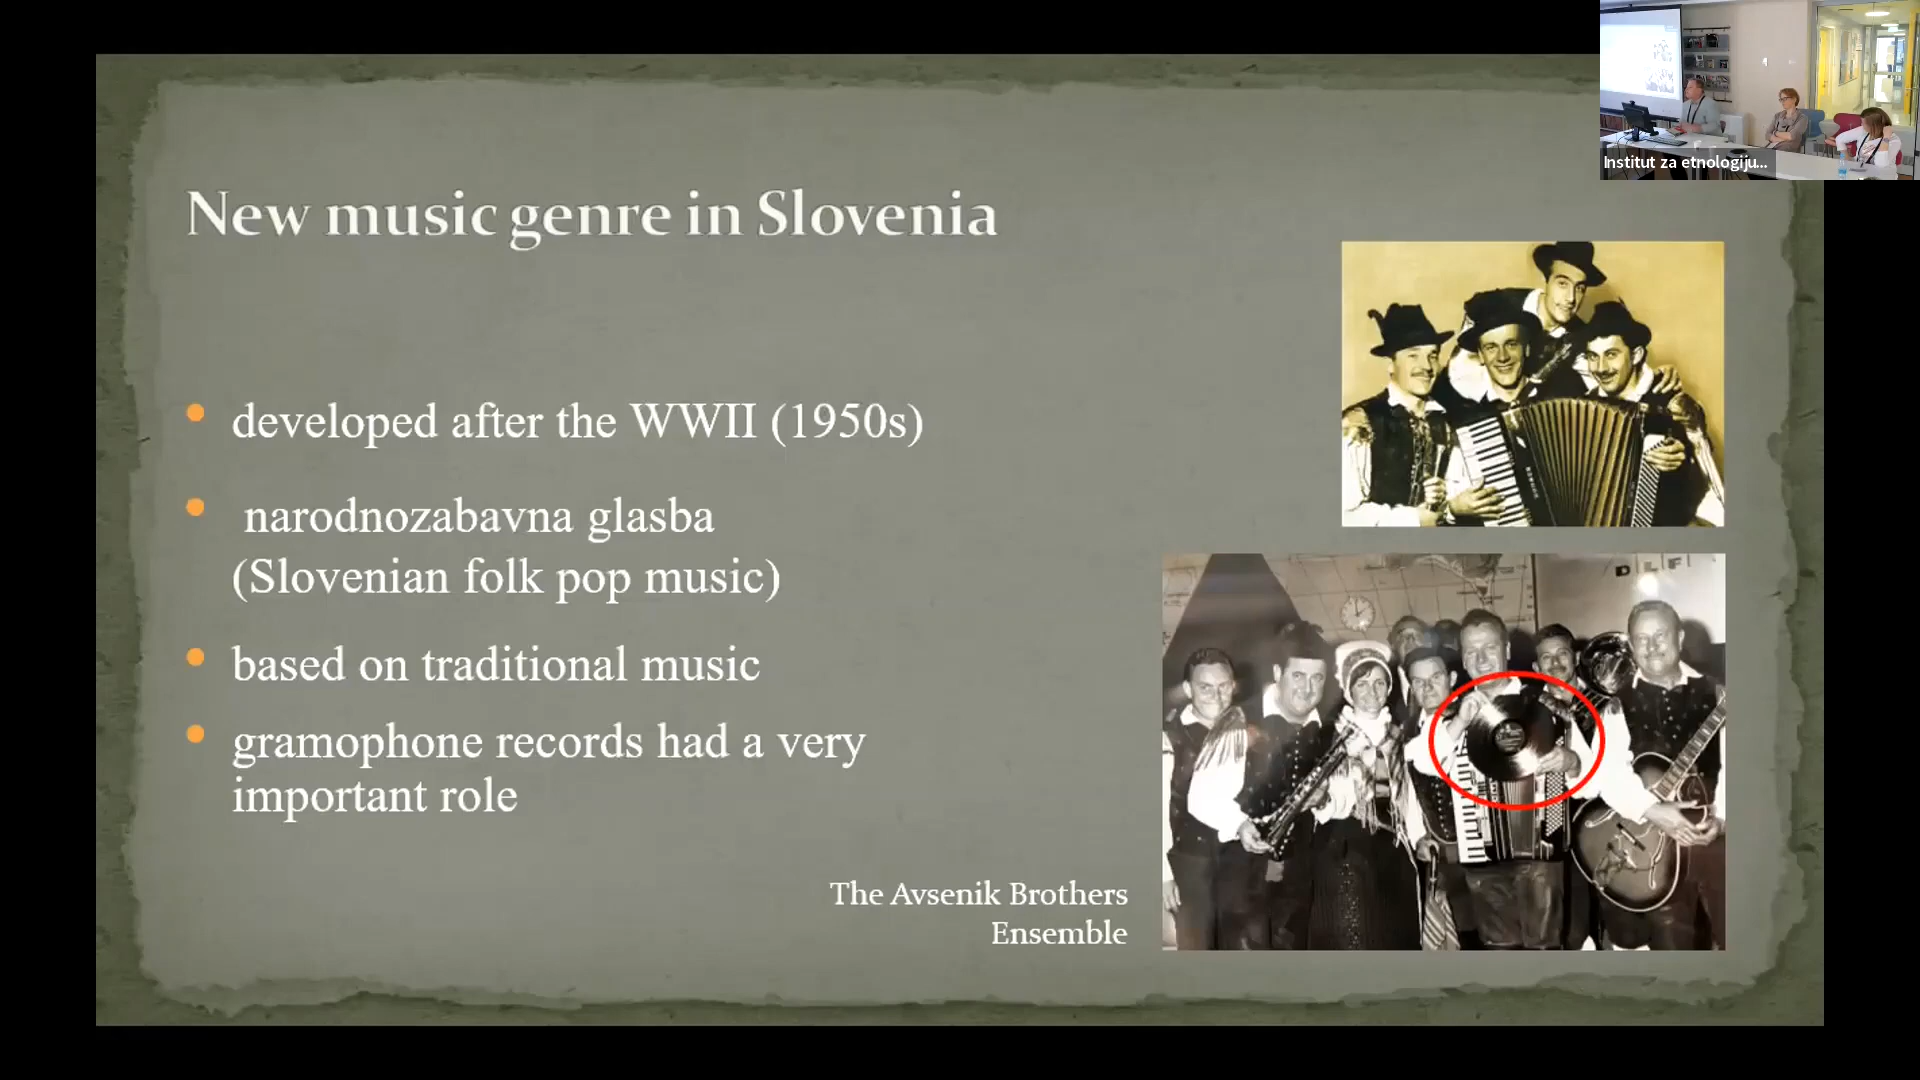 Institut za etnologiju...
New music genre in Slovenia
developed after the WWII (1950s)
narodnozabavna glasba
(Slovenian folk pop music)
based on traditional music
gramophone records had a very
important role
The Avsenik Brothers
Ensemble